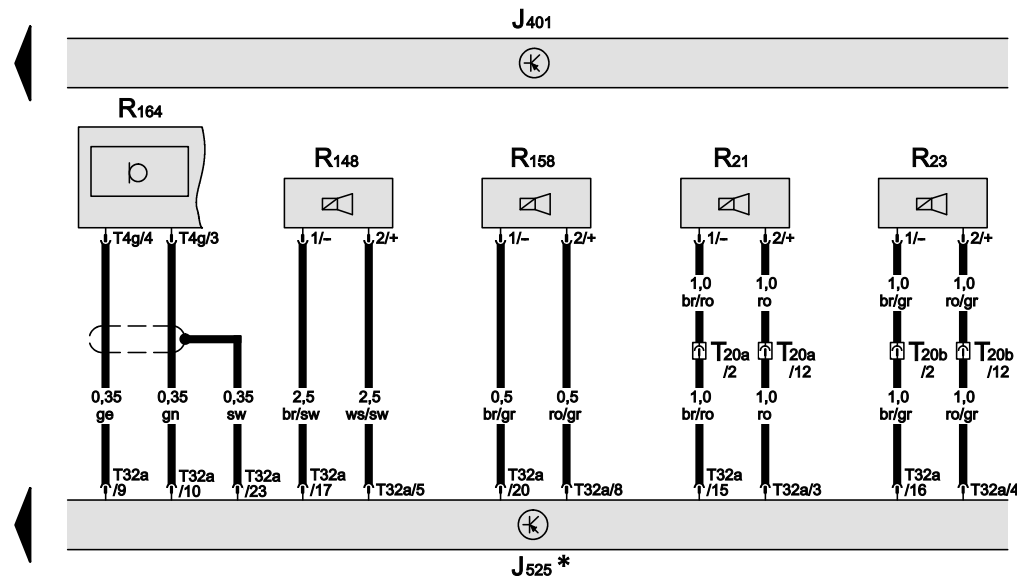 J401
R164
R148
R158
R21
R23
T4g/4 T4g/3 1/– 2/+ 1/– 2/+ 1/– 2/+ 1/– 2/+
1,0 1,0 1,0 1,0
br/ro ro br/gr ro/gr
T20a T20a T20b T20b
/2 /12 /2 /12
0,35 0,35 0,35 2,5 2,5 0,5 0,5 1,0 1,0 1,0 1,0
ge gn sw br/sw ws/sw br/gr ro/gr br/ro ro br/gr ro/gr
T32a T32a T32a T32a T32a T32a T32a
/9 /10 /23 /17 T32a/5 /20 T32a/8 /15 T32a/3 /16 T32a/4
J525 *